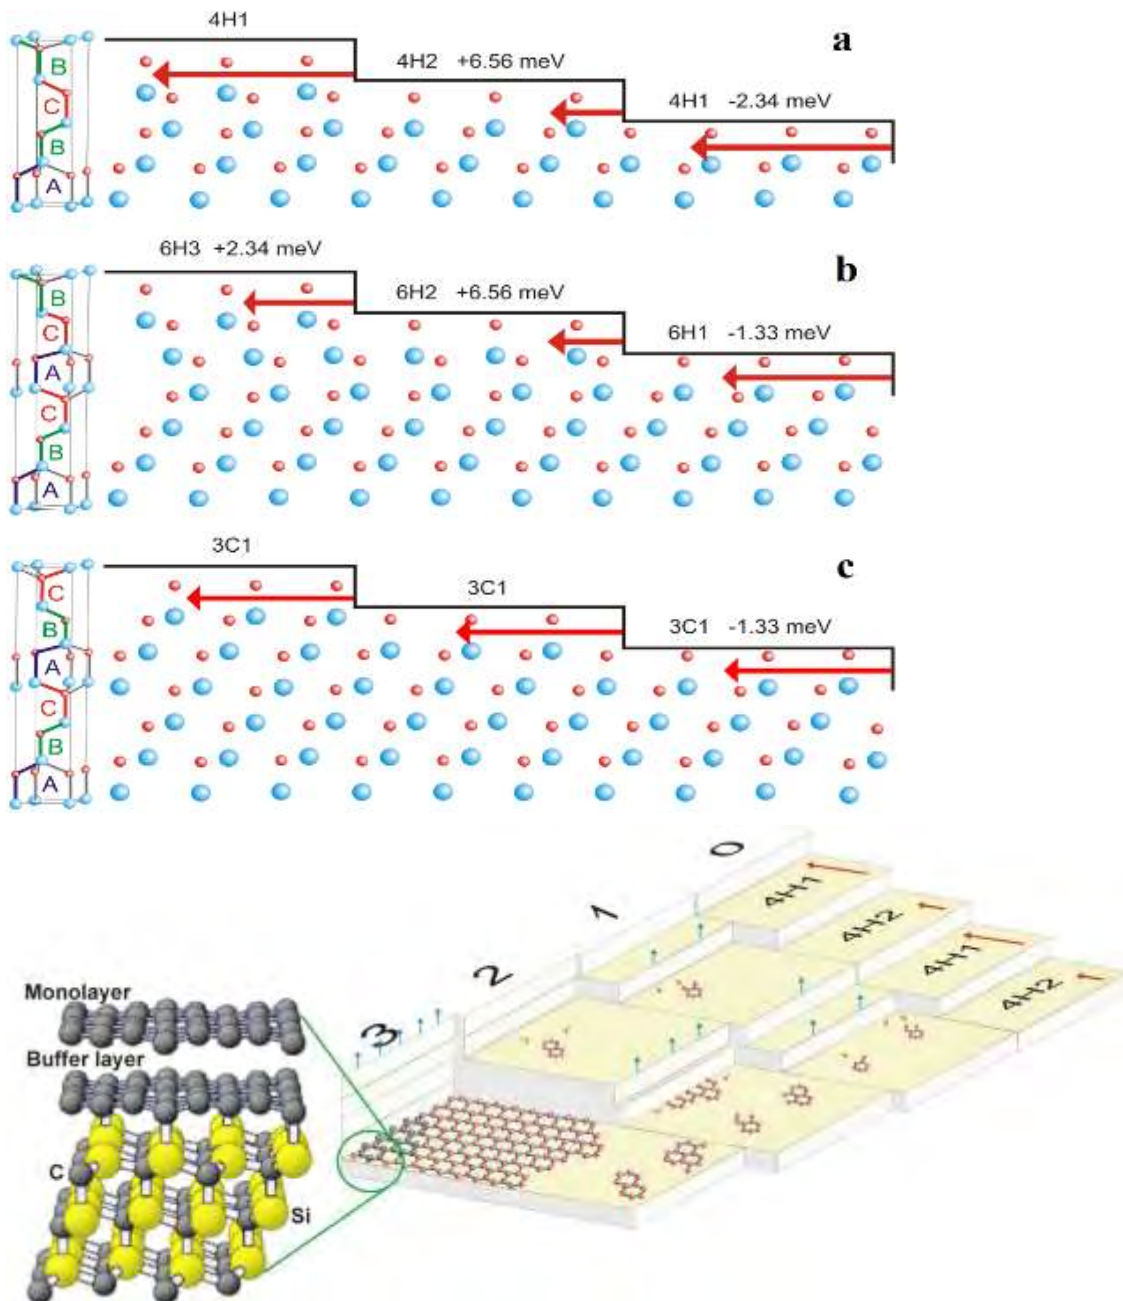 4H1
a
B
4H2 +6.56 meV
C
4H1 -2.34 meV
B
A
6H3 +2.34 meV
b
B
6H2 +6.56 meV
C
6H1 -1.33 meV
A
C
B
A
3C1
c
C
3C1
B
3C1 -1.33 meV
A
C
B
A
0
4H1
1
4H2
4H1
2
4H2
Monolayer
3
Buffer layer
C
Si